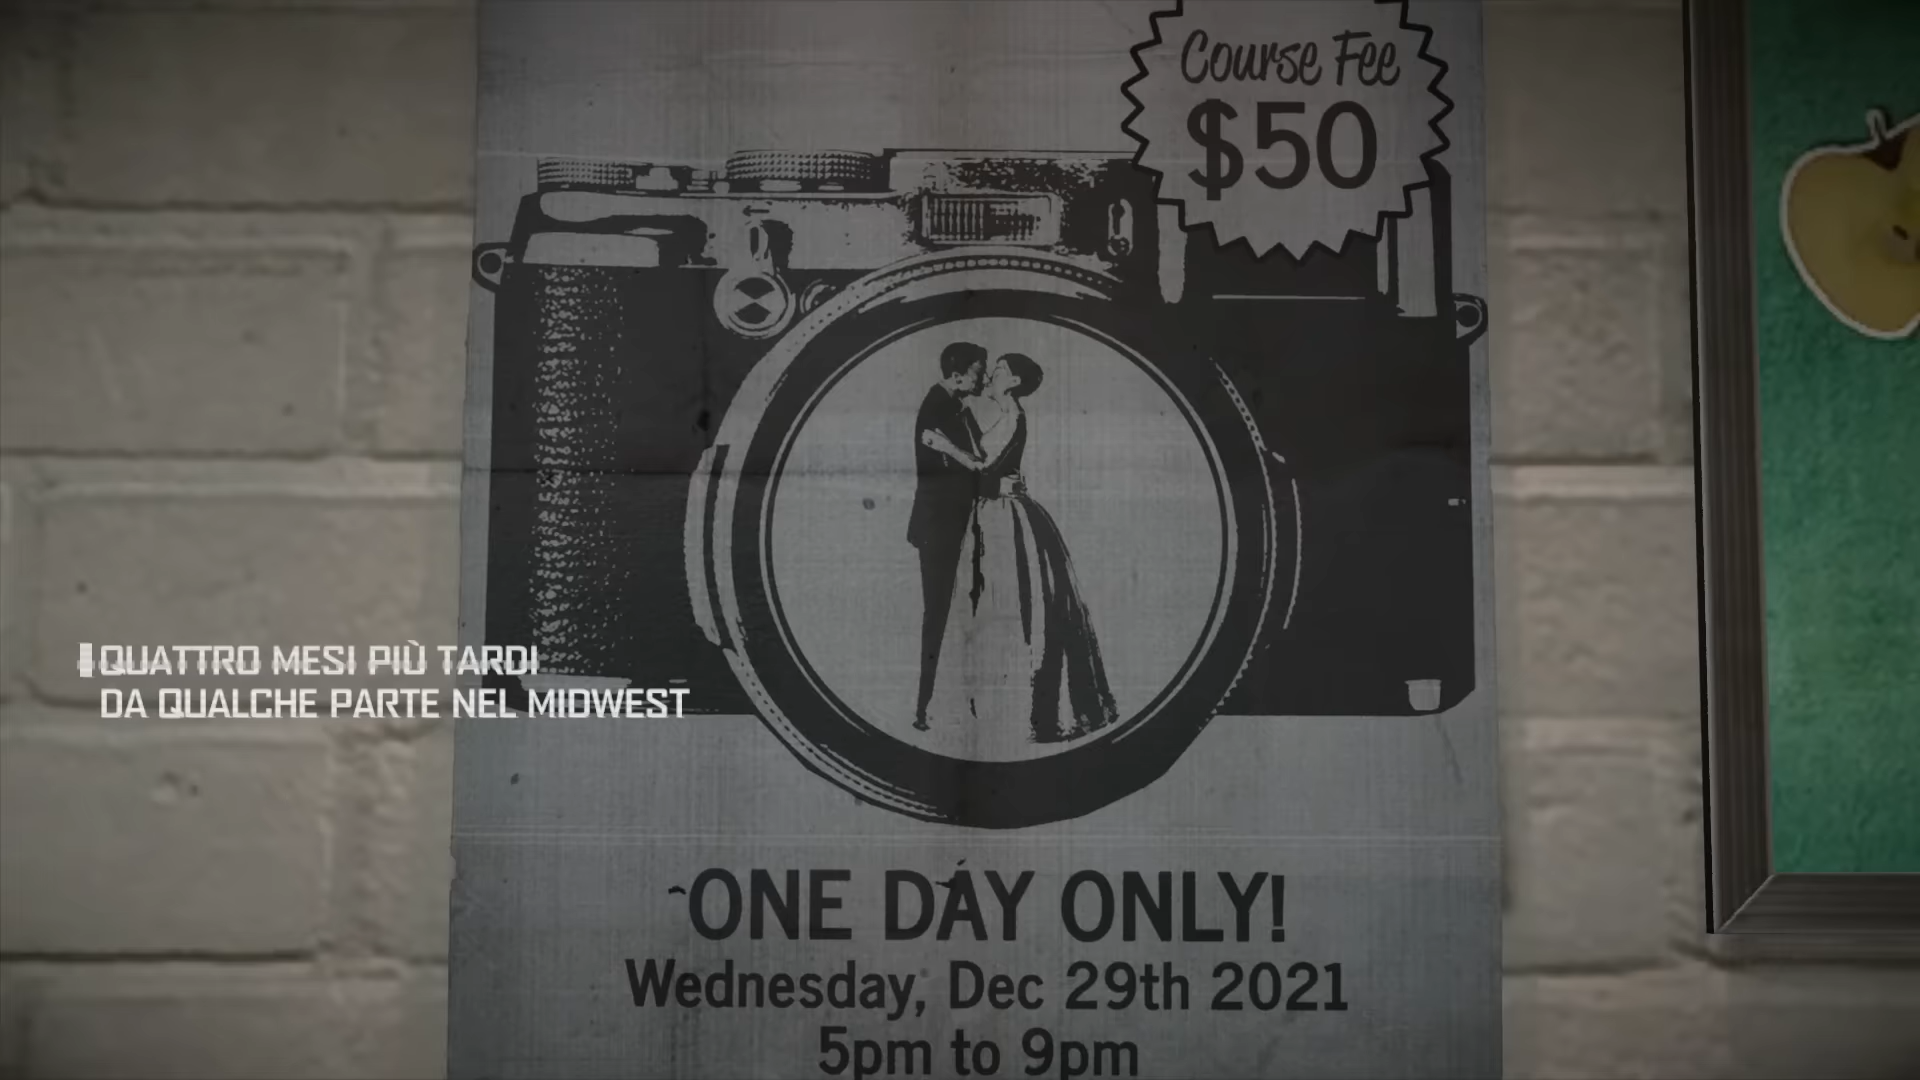 Course Fee
$50
QUATTRO MESI PIÙ TARDI
DA QUALCHE PARTE NEL MIDWEST
ONE DAY ONLY!
Wednesday, Dec 29th 2021
5pm to 9pm